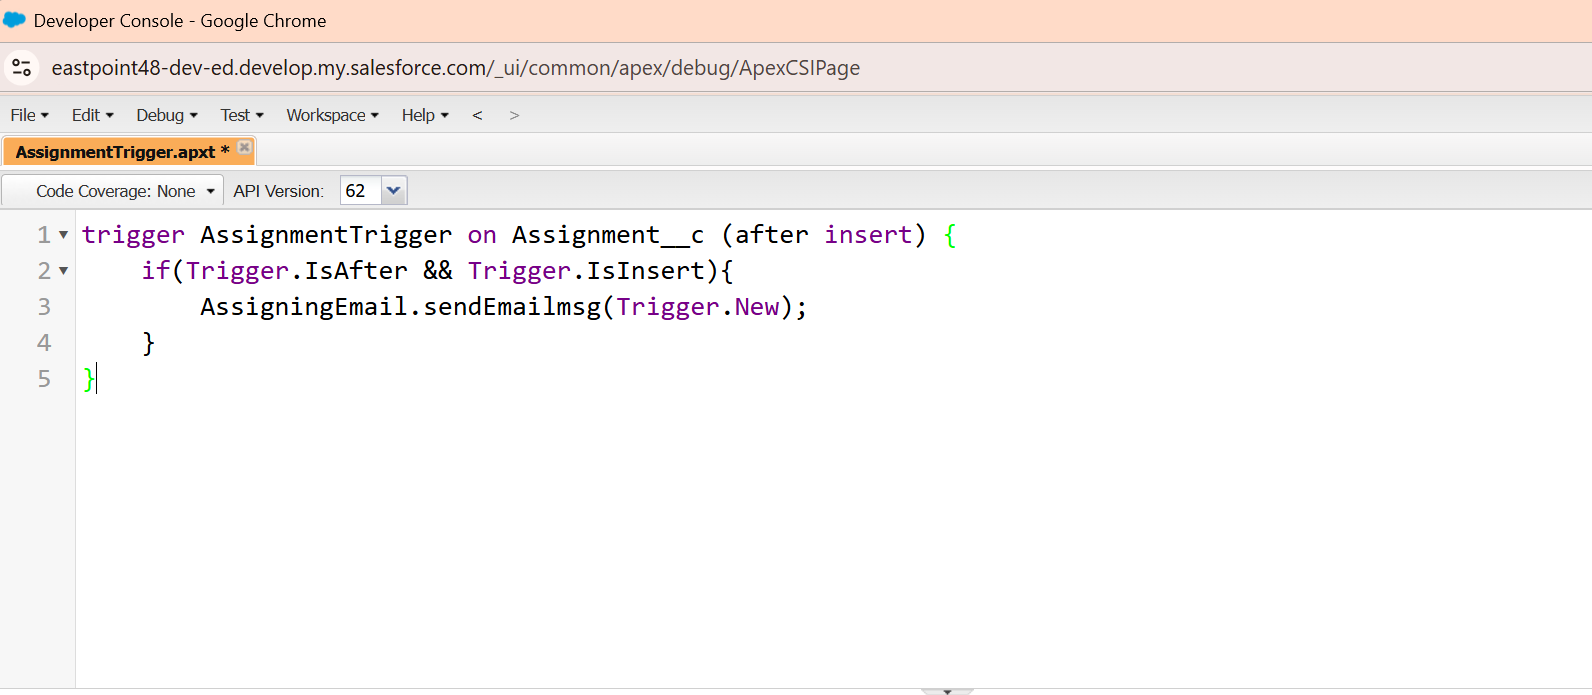 Developer Console - Google Chrome
eastpoint48-dev-ed.develop.my.salesforce.com/_ui/common/apex/debug/ApexCSIPage
File Edit Debug Test Workspace Help < >
AssignmentTrigger.apxt *
Code Coverage: None API Version: 62
1 trigger AssignmentTrigger on Assignment__c (after insert) {
2 if(Trigger.IsAfter && Trigger.IsInsert){
3 AssigningEmail.sendEmailmsg(Trigger.New);
4 }
5 }